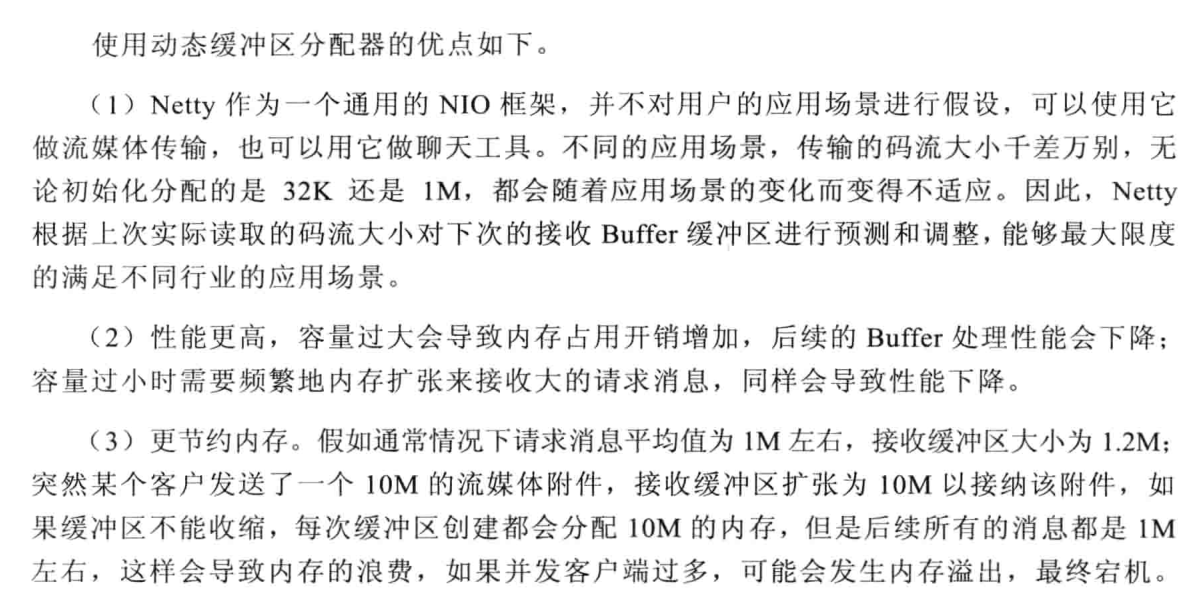 使用动态缓冲区分配器的优点如下。
（1）Netty 作为一个通用的 NIO 框架，并不对用户的应用场景进行假设，可以使用它
做流媒体传输，也可以用它做聊天工具。不同的应用场景，传输的码流大小千差万别，无
论初始化分配的是 32K 还是 1M，都会随着应用场景的变化而变得不适应。因此，Netty
根据上次实际读取的码流大小对下次的接收 Buffer 缓冲区进行预测和调整，能够最大限度
的满足不同行业的应用场景。
（2）性能更高，容量过大会导致内存占用开销增加，后续的 Buffer 处理性能会下降；
容量过小时需要频繁地内存扩张来接收大的请求消息，同样会导致性能下降。
（3）更节约内存。假如通常情况下请求消息平均值为 1M 左右，接收缓冲区大小为 1.2M；
突然某个客户发送了一个 10M 的流媒体附件，接收缓冲区扩张为 10M 以接纳该附件，如
果缓冲区不能收缩，每次缓冲区创建都会分配 10M 的内存，但是后续所有的消息都是 1M
左右，这样会导致内存的浪费，如果并发客户端过多，可能会发生内存溢出，最终宕机。